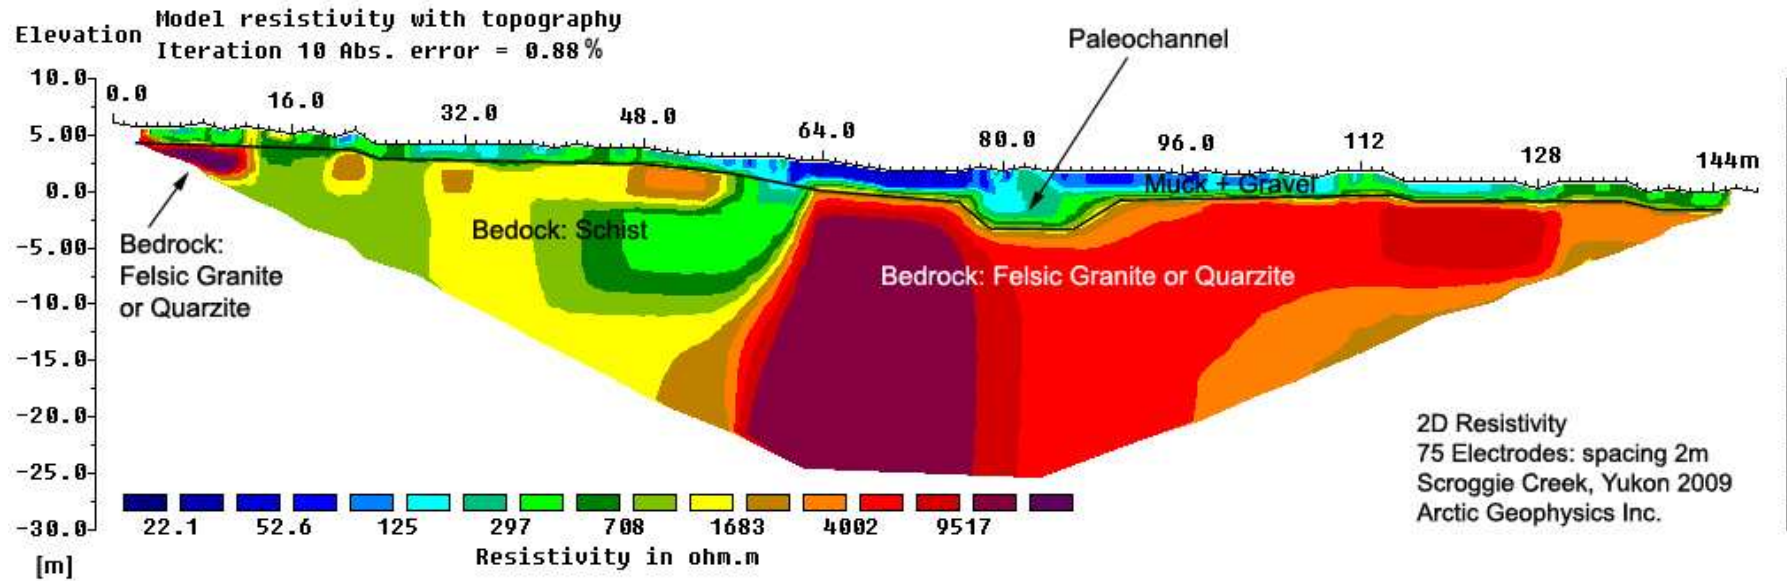 Model resistivity with topography
Elevation
Iteration 10 Abs. error = 0.88%
Paleochannel
10.0
5.00
0.0
-5.00
-10.0
-15.0
-20.0
-25.0
-30.0
[m]
0.0 16.0 32.0 48.0 64.0 80.0 96.0 112 128 144m
Muck + Gravel
Bedock: Schist
Bedrock:
Felsic Granite
or Quarzite
Bedrock: Felsic Granite or Quarzite
2D Resistivity
75 Electrodes: spacing 2m
Scroggie Creek, Yukon 2009
Arctic Geophysics Inc.
22.1 52.6 125 297 708 1683 4002 9517
Resistivity in ohm.m